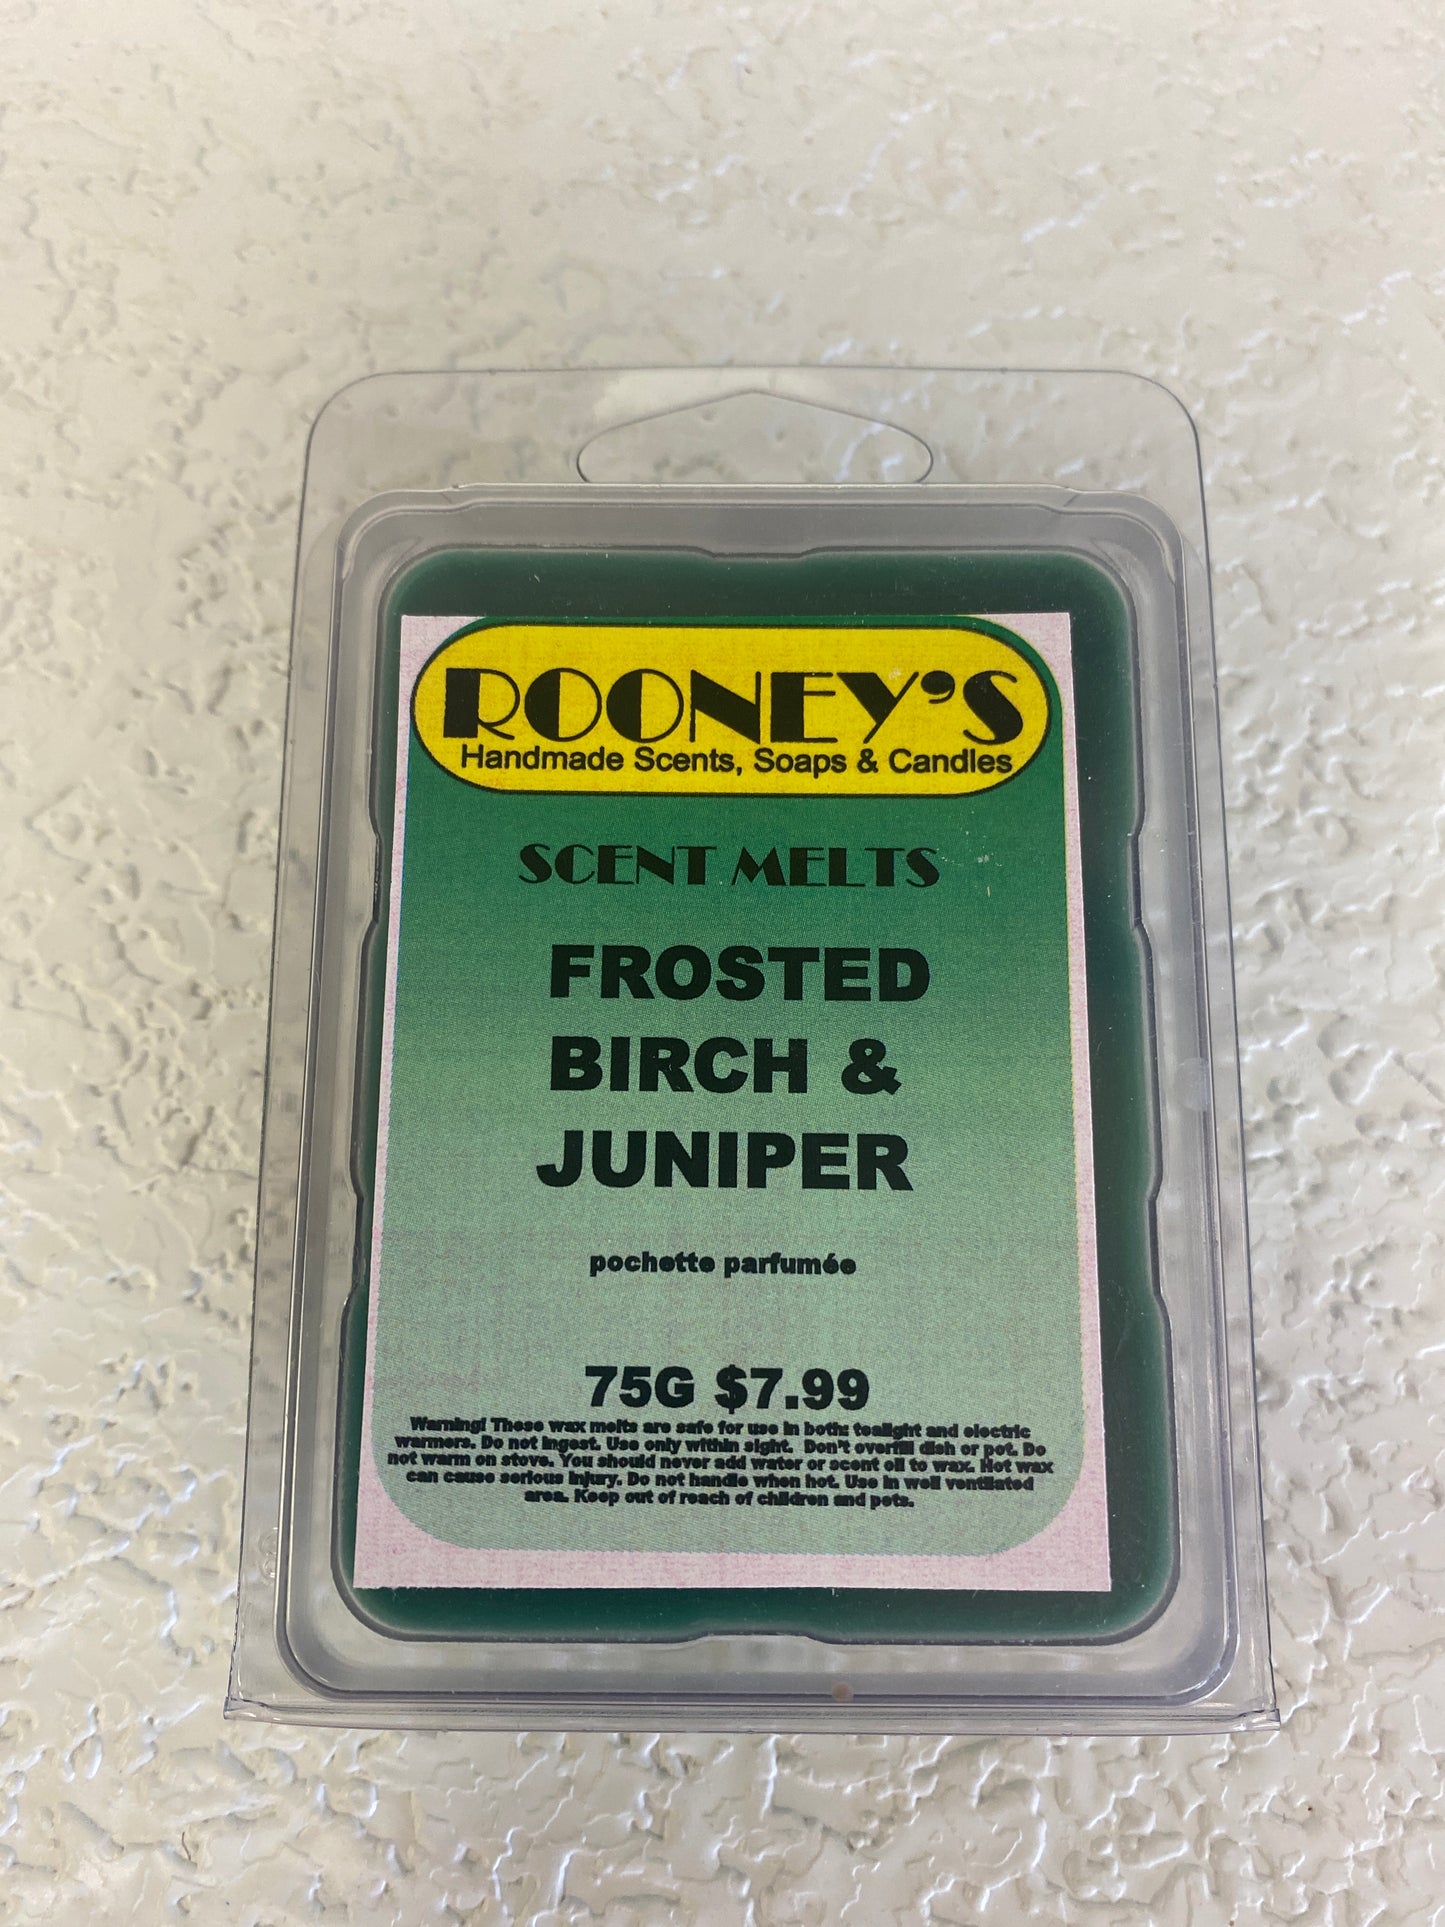 ROONEY'S
Handmade Scents, Soaps & Candles
SCENT MELTS
FROSTED
BIRCH &
JUNIPER
pochette parfumée
75G $7.99
Warning! These wax melts are safe for use in both: tealight and electric
warmers. Do not ingest. Use only within sight. Don't overfill dish or pot. Do
not warm on stove. You should never add water or scent oil to wax. Hot wax
can cause serious injury. Do not handle when hot. Use in well ventilated
area. Keep out of reach of children and pets.